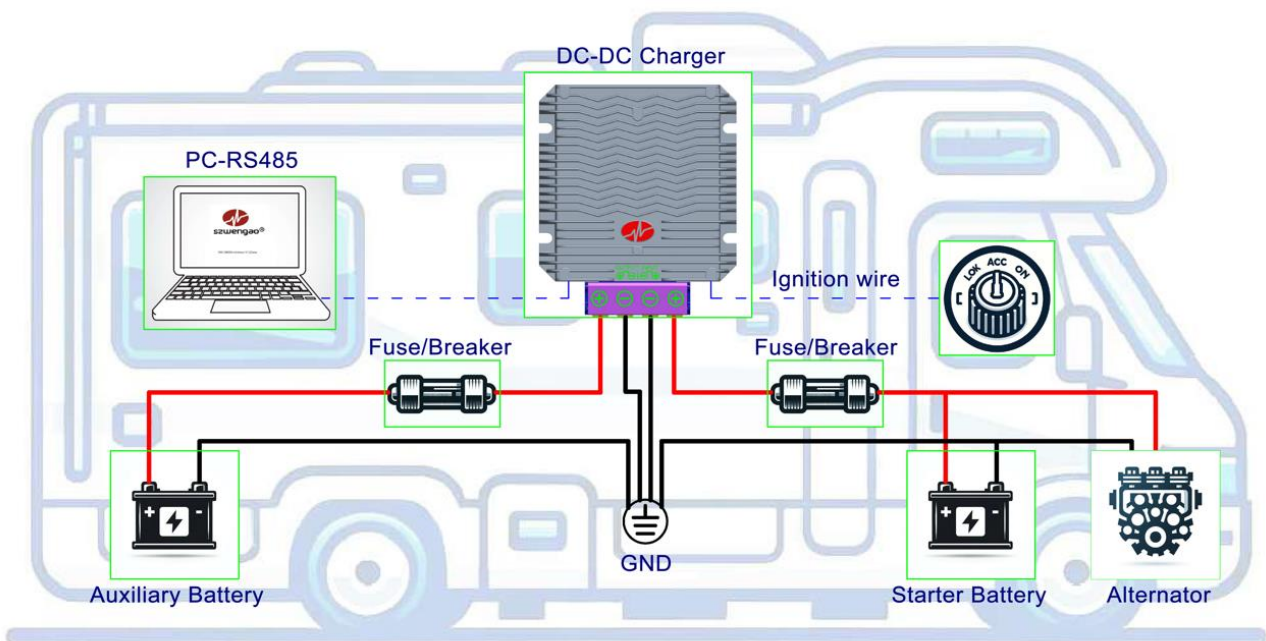 DC-DC Charger
PC-RS485
szwengao®
LOK ACC ON
Ignition wire
Fuse/Breaker
Fuse/Breaker
GND
Auxiliary Battery
Starter Battery
Alternator